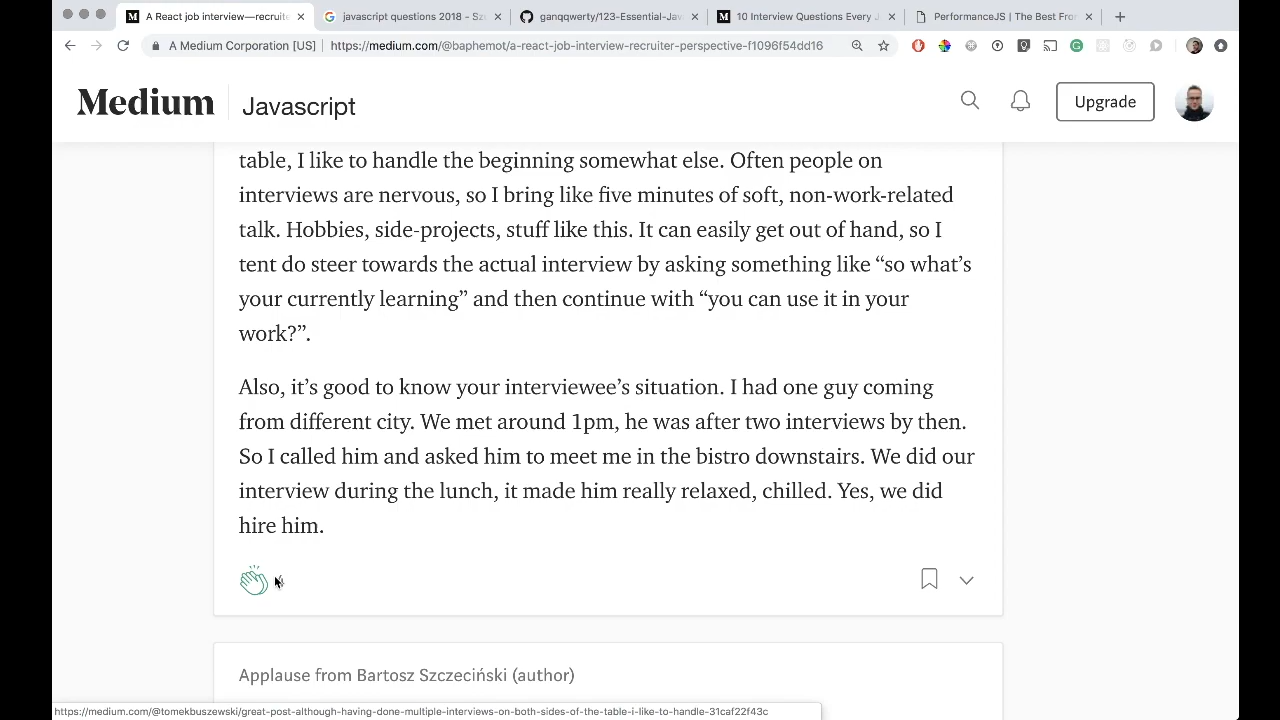 A React job interview—recruite
javascript questions 2018 - Sz
ganqqwerty/123-Essential-Jav
10 Interview Questions Every J
PerformanceJS | The Best Fron
A Medium Corporation [US]
https://medium.com/@baphemot/a-react-job-interview-recruiter-perspective-f1096f54dd16
Medium
Javascript
Upgrade
table, I like to handle the beginning somewhat else. Often people on
interviews are nervous, so I bring like five minutes of soft, non-work-related
talk. Hobbies, side-projects, stuff like this. It can easily get out of hand, so I
tent do steer towards the actual interview by asking something like “so what’s
your currently learning” and then continue with “you can use it in your
work?”.
Also, it’s good to know your interviewee’s situation. I had one guy coming
from different city. We met around 1pm, he was after two interviews by then.
So I called him and asked him to meet me in the bistro downstairs. We did our
interview during the lunch, it made him really relaxed, chilled. Yes, we did
hire him.
Applause from Bartosz Szczeciński (author)
https://medium.com/@tomekbuszewski/great-post-although-having-done-multiple-interviews-on-both-sides-of-the-table-i-like-to-handle-31caf22f43c